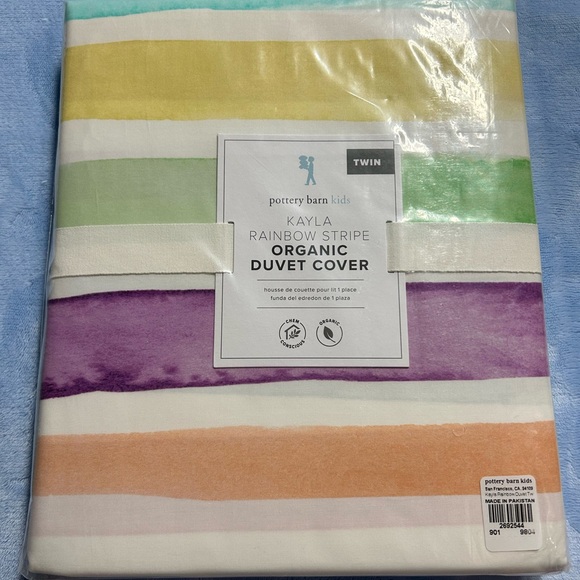 TWIN
pottery barn kids
KAYLA
RAINBOW STRIPE
ORGANIC
DUVET COVER
housse de couette pour lit 1 place
funda del edredon de 1 plaza
CHEM CONSCIOUS
ORGANIC
pottery barn kids
San Francisco, CA. 94109
Kayla Rainbow Duvet Tw
MADE IN PAKISTAN
2692544
901 9804